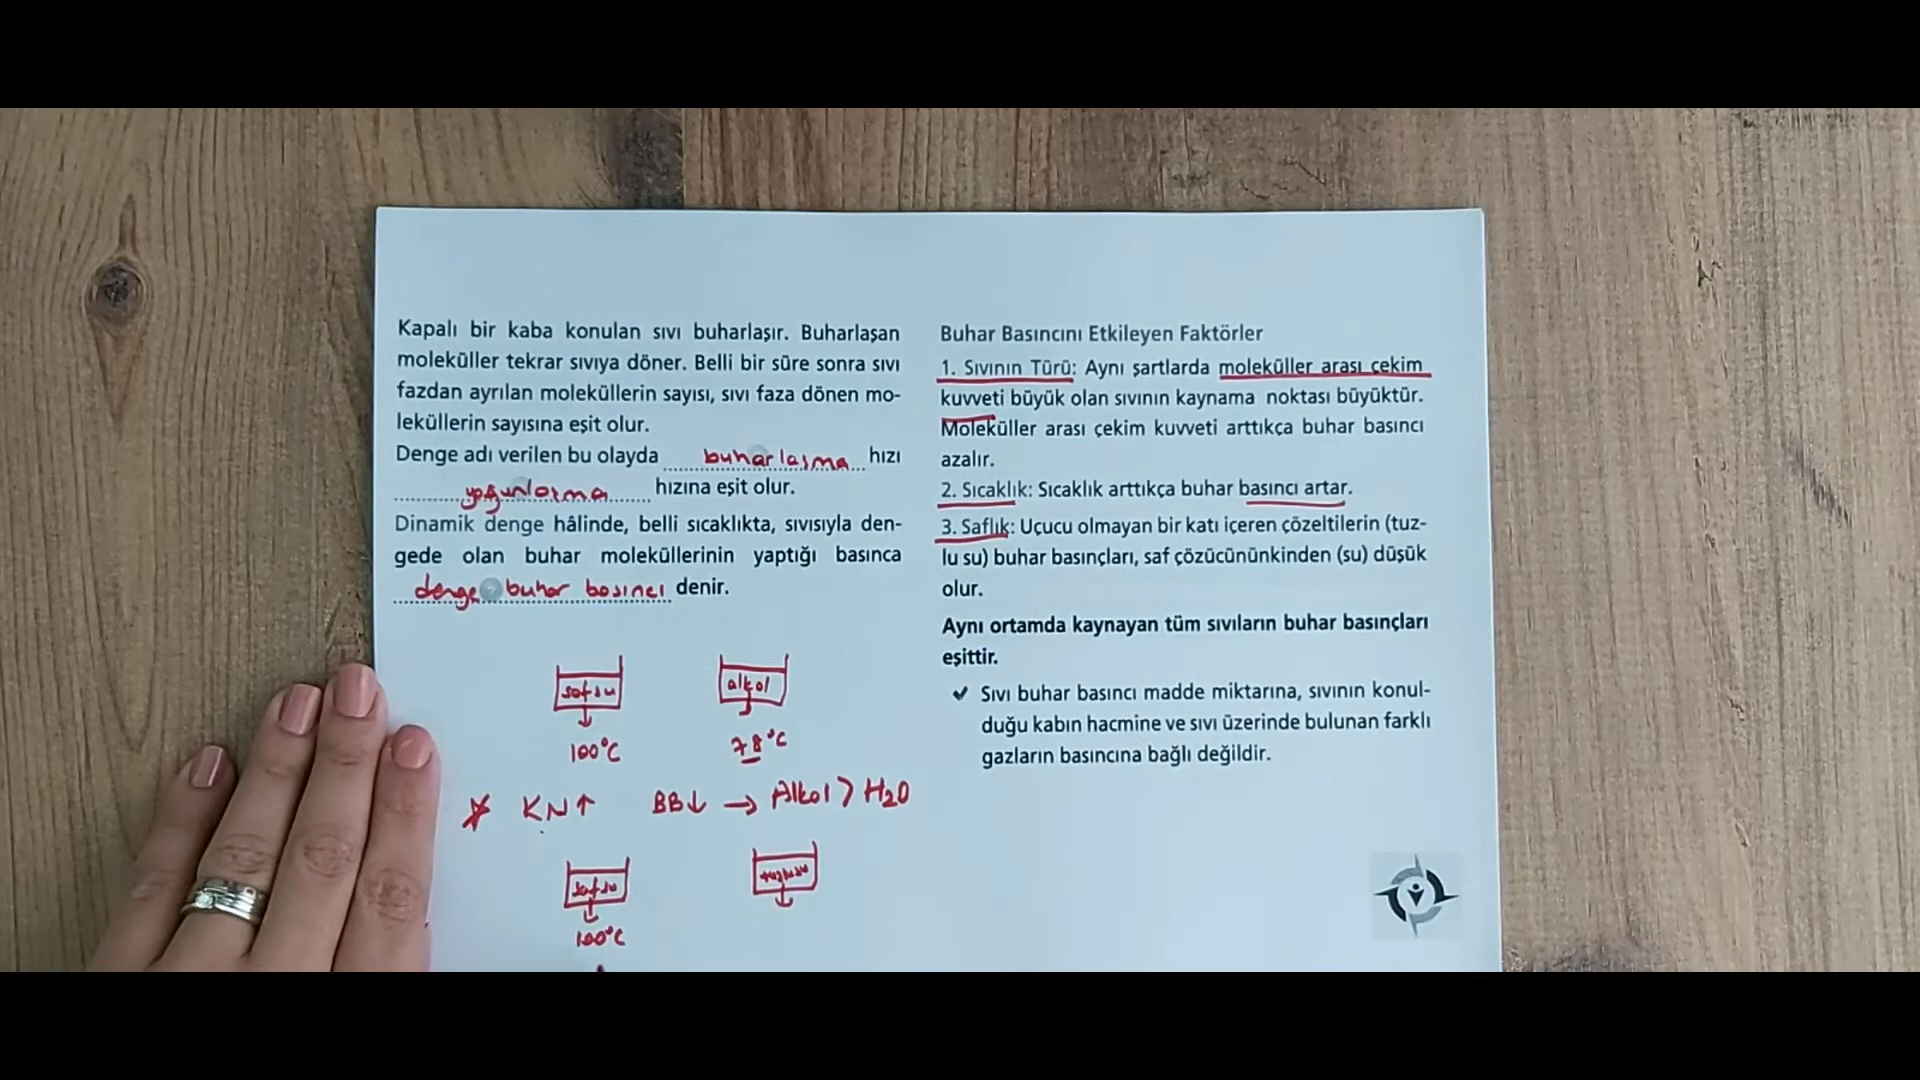 Kapalı bir kaba konulan sıvı buharlaşır. Buharlaşan
moleküller tekrar sıvıya döner. Belli bir süre sonra sıvı
fazdan ayrılan moleküllerin sayısı, sıvı faza dönen mo-
leküllerin sayısına eşit olur.
Denge adı verilen bu olayda buharlaşma hızı
yoğunlaşma hızına eşit olur.
Dinamik denge hâlinde, belli sıcaklıkta, sıvısıyla den-
gede olan buhar moleküllerinin yaptığı basınca
denge buhar basıncı denir.
saf su alkol
100°C 78°C
KN↑ BB↓ → Alkol > H2O
saf su tuzlu su
100°C
Buhar Basıncını Etkileyen Faktörler
1. Sıvının Türü: Aynı şartlarda moleküller arası çekim
kuvveti büyük olan sıvının kaynama noktası büyüktür.
Moleküller arası çekim kuvveti arttıkça buhar basıncı
azalır.
2. Sıcaklık: Sıcaklık arttıkça buhar basıncı artar.
3. Saflık: Uçucu olmayan bir katı içeren çözeltilerin (tuz-
lu su) buhar basınçları, saf çözücününkinden (su) düşük
olur.
Aynı ortamda kaynayan tüm sıvıların buhar basınçları
eşittir.
✓ Sıvı buhar basıncı madde miktarına, sıvının konul-
duğu kabın hacmine ve sıvı üzerinde bulunan farklı
gazların basıncına bağlı değildir.